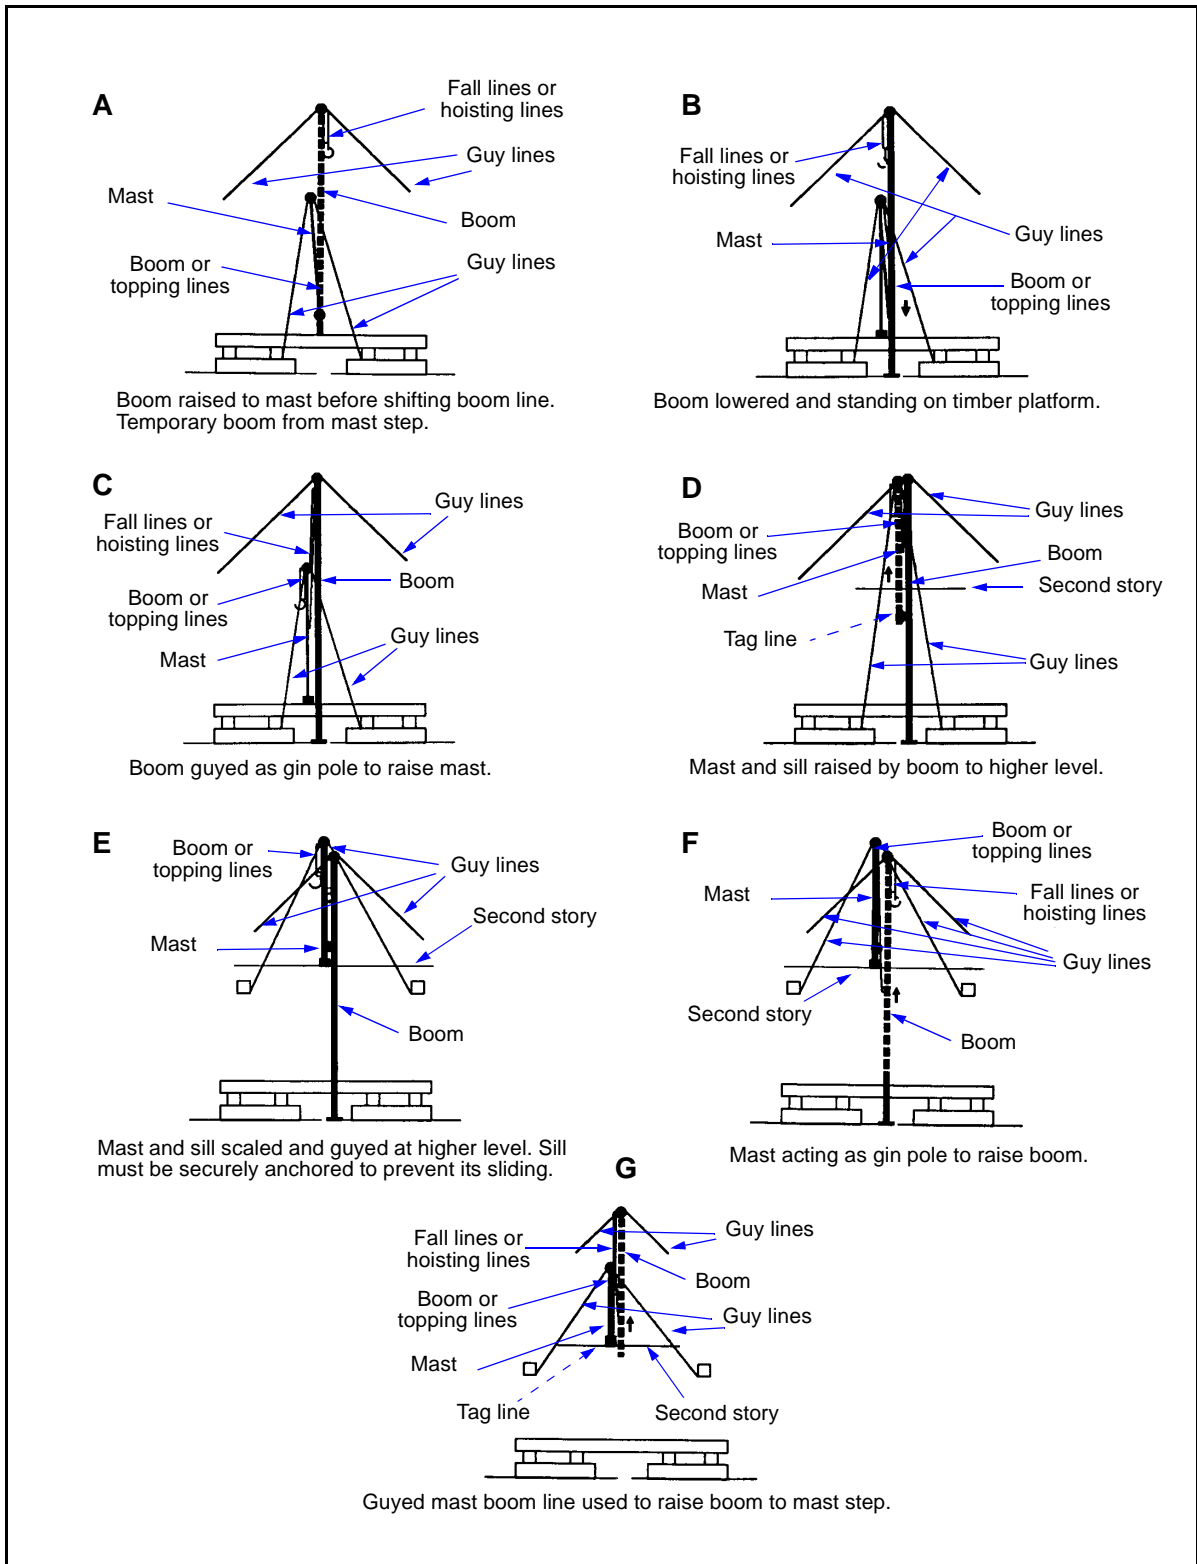 A
Fall lines or
hoisting lines
Guy lines
Mast
Boom
Boom or
topping lines
Guy lines
Boom raised to mast before shifting boom line.
Temporary boom from mast step.
B
Fall lines or
hoisting lines
Mast
Guy lines
Boom or
topping lines
Boom lowered and standing on timber platform.
C
Guy lines
Fall lines or
hoisting lines
Boom
Boom or
topping lines
Guy lines
Mast
Boom guyed as gin pole to raise mast.
D
Guy lines
Boom or
topping lines
Boom
Second story
Mast
Tag line
Guy lines
Mast and sill raised by boom to higher level.
E
Boom or
topping lines
Guy lines
Second story
Mast
Boom
Mast and sill scaled and guyed at higher level. Sill
must be securely anchored to prevent its sliding.
F
Boom or
topping lines
Mast
Fall lines or
hoisting lines
Guy lines
Second story
Boom
Mast acting as gin pole to raise boom.
G
Guy lines
Fall lines or
hoisting lines
Boom
Boom or
topping lines
Guy lines
Mast
Tag line
Second story
Guyed mast boom line used to raise boom to mast step.